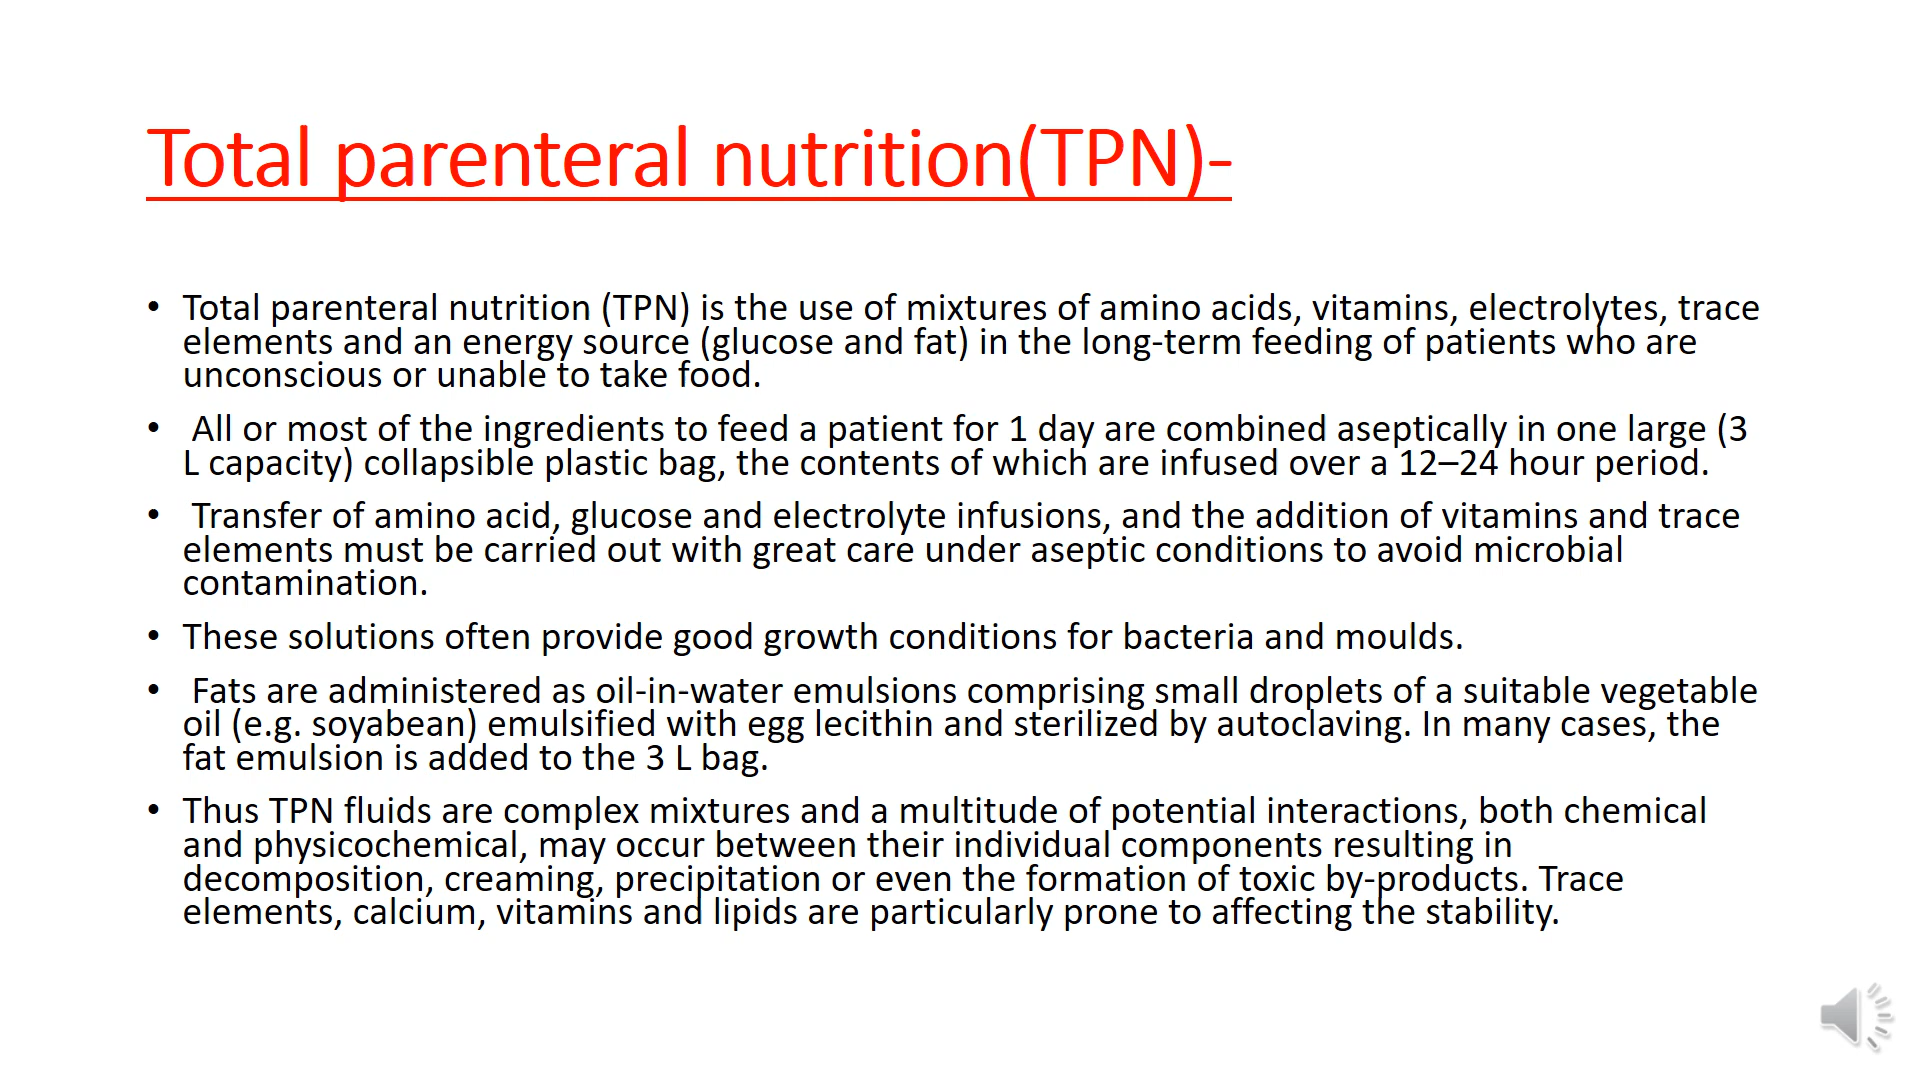 Total parenteral nutrition(TPN)-
• Total parenteral nutrition (TPN) is the use of mixtures of amino acids, vitamins, electrolytes, trace
elements and an energy source (glucose and fat) in the long-term feeding of patients who are
unconscious or unable to take food.
• All or most of the ingredients to feed a patient for 1 day are combined aseptically in one large (3
L capacity) collapsible plastic bag, the contents of which are infused over a 12–24 hour period.
• Transfer of amino acid, glucose and electrolyte infusions, and the addition of vitamins and trace
elements must be carried out with great care under aseptic conditions to avoid microbial
contamination.
• These solutions often provide good growth conditions for bacteria and moulds.
• Fats are administered as oil-in-water emulsions comprising small droplets of a suitable vegetable
oil (e.g. soyabean) emulsified with egg lecithin and sterilized by autoclaving. In many cases, the
fat emulsion is added to the 3 L bag.
• Thus TPN fluids are complex mixtures and a multitude of potential interactions, both chemical
and physicochemical, may occur between their individual components resulting in
decomposition, creaming, precipitation or even the formation of toxic by-products. Trace
elements, calcium, vitamins and lipids are particularly prone to affecting the stability.